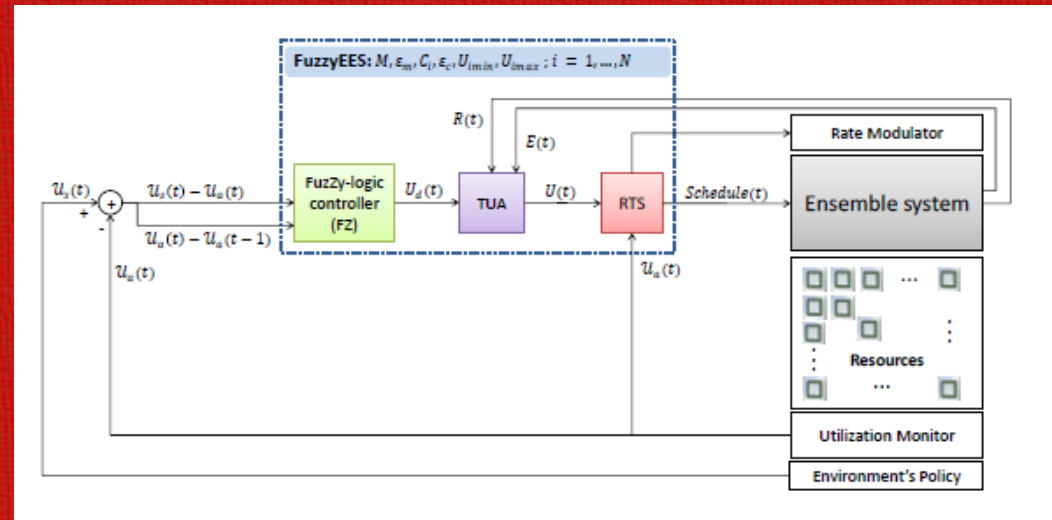 FuzzyEES: M, ε_m, C_i, ε_c, U_imin, U_imax ; i = 1, ..., N
R(t)
E(t)
Rate Modulator
𝒰_s(t)
+
+
-
𝒰_s(t) − 𝒰_a(t)
𝒰_a(t) − 𝒰_a(t−1)
𝒰_a(t)
FuzZy-logic
controller
(FZ)
U_d(t)
TUA
U(t)
RTS
Schedule(t)
Ensemble system
𝒰_a(t)
...
Resources
...
Utilization Monitor
Environment's Policy